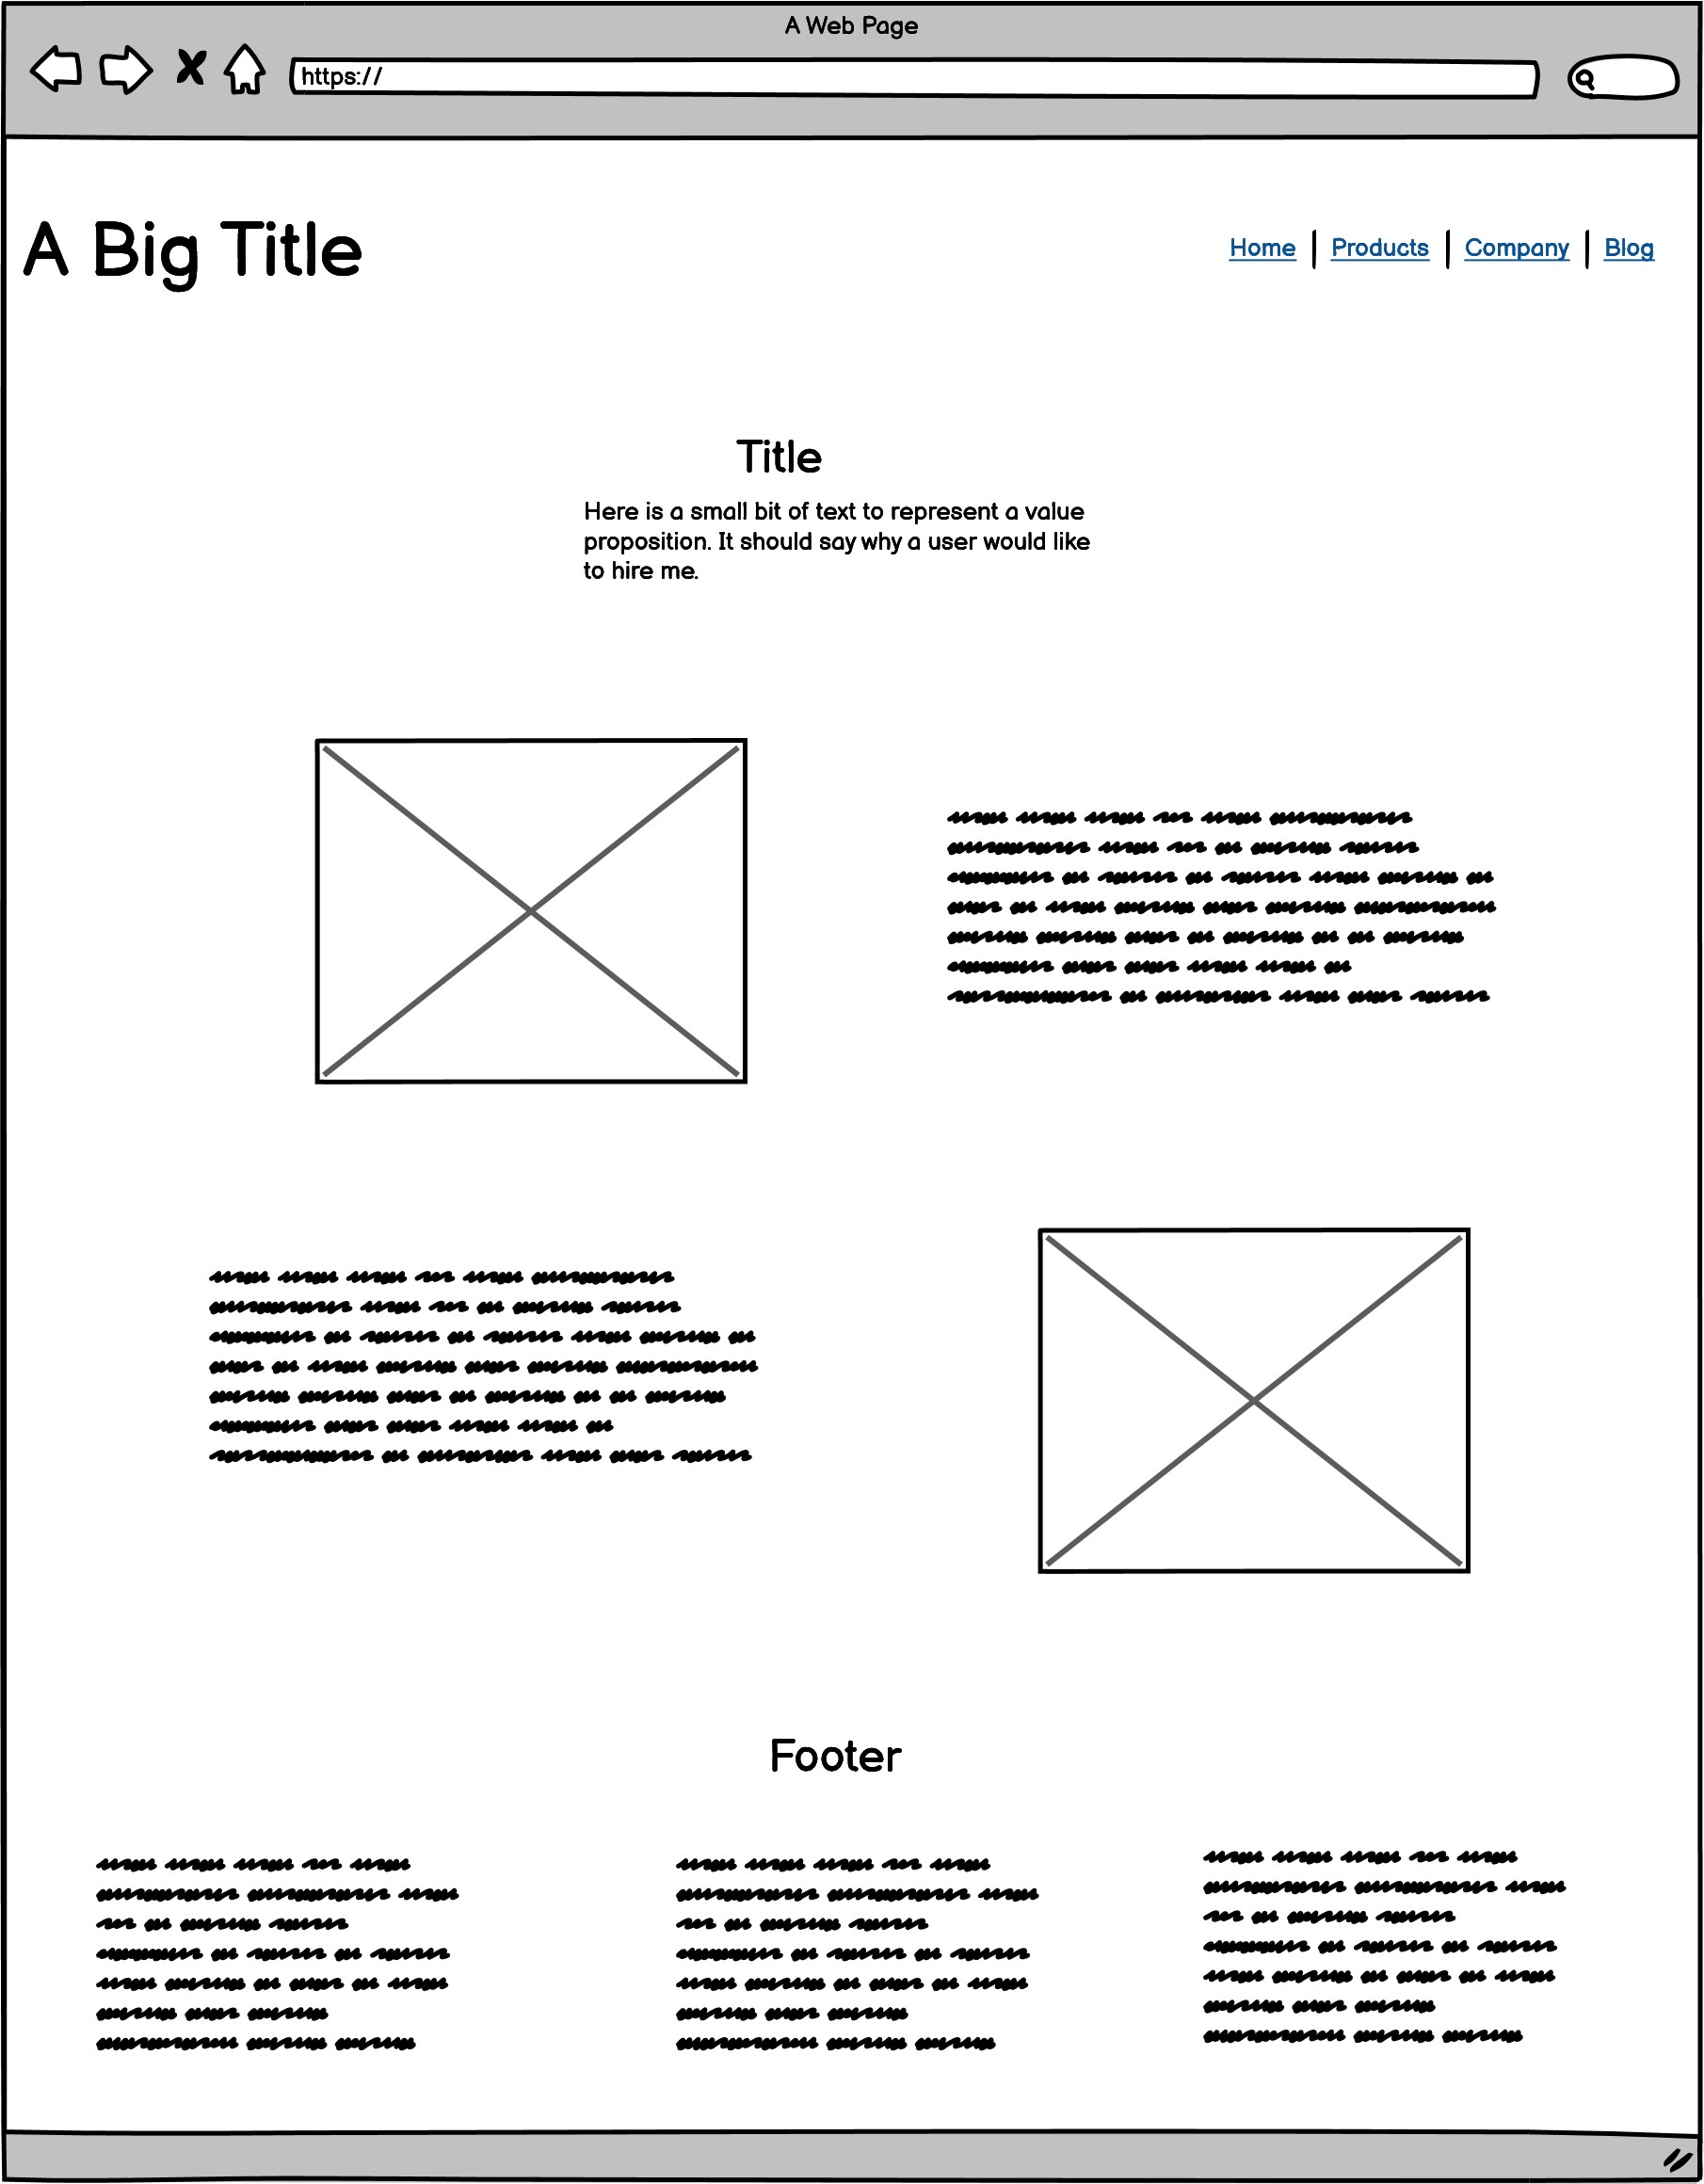 A Web Page
https://
A Big Title
Home | Products | Company | Blog
Title
Here is a small bit of text to represent a value
proposition. It should say why a user would like
to hire me.
Footer